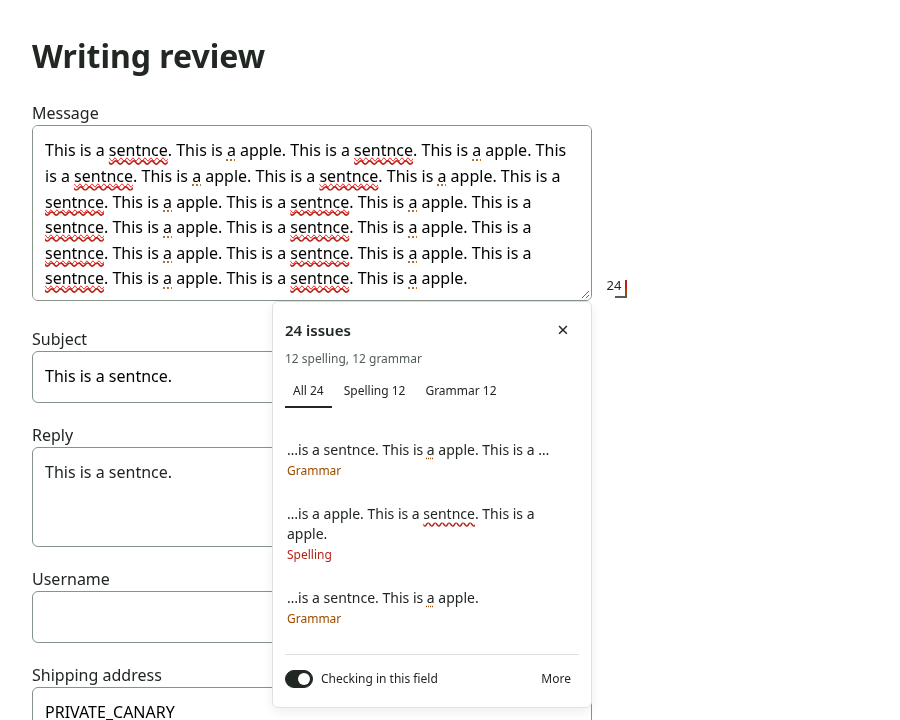 Writing review
Message
This is a sentnce. This is a apple. This is a sentnce. This is a apple. This
is a sentnce. This is a apple. This is a sentnce. This is a apple. This is a
sentnce. This is a apple. This is a sentnce. This is a apple. This is a
sentnce. This is a apple. This is a sentnce. This is a apple. This is a
sentnce. This is a apple. This is a sentnce. This is a apple. This is a
sentnce. This is a apple. This is a sentnce. This is a apple.
24
24 issues
12 spelling, 12 grammar
All 24 Spelling 12 Grammar 12
...is a sentnce. This is a apple. This is a ...
Grammar
...is a apple. This is a sentnce. This is a
apple.
Spelling
...is a sentnce. This is a apple.
Grammar
Checking in this field More
Subject
This is a sentnce.
Reply
This is a sentnce.
Username
Shipping address
PRIVATE_CANARY